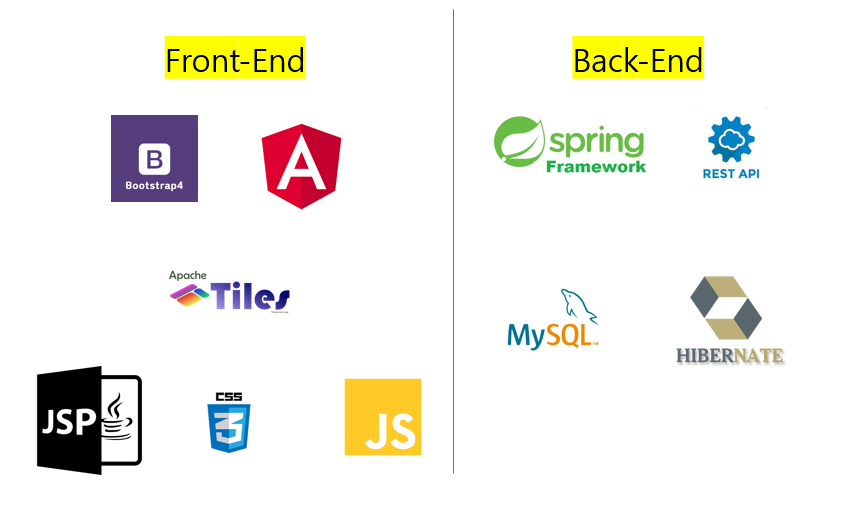 Front-End
Back-End
B
Bootstrap4
A
spring
Framework
REST API
Apache
Tiles
MySQL
HIBERNATE
JSP
CSS
3
JS